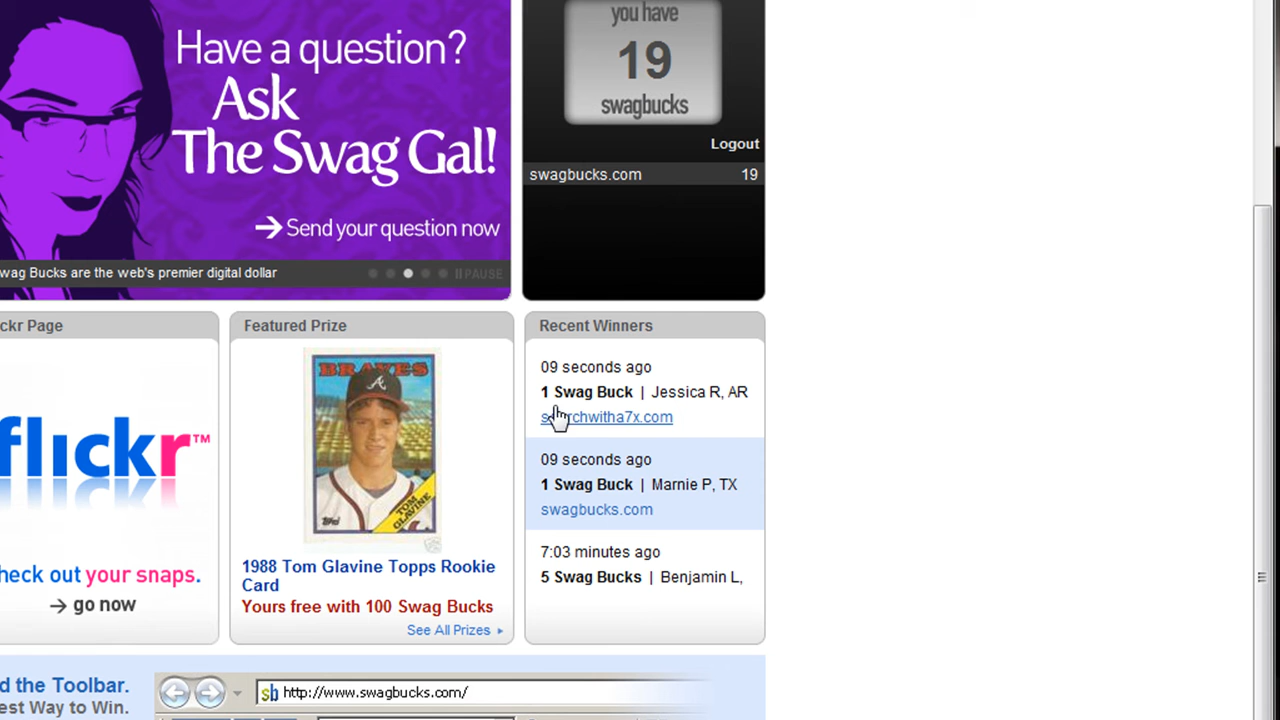 Have a question?
Ask
The Swag Gal!
Send your question now
wag Bucks are the web's premier digital dollar
PAUSE
you have
19
swagbucks
Logout
swagbucks.com 19
ckr Page
flickr™
heck out your snaps.
go now
Featured Prize
BRAVES
A
TOM GLAVINE
1988 Tom Glavine Topps Rookie
Card
Yours free with 100 Swag Bucks
See All Prizes
Recent Winners
09 seconds ago
1 Swag Buck | Jessica R, AR
searchwitha7x.com
09 seconds ago
1 Swag Buck | Marnie P, TX
swagbucks.com
7:03 minutes ago
5 Swag Bucks | Benjamin L,
d the Toolbar.
est Way to Win.
sb http://www.swagbucks.com/